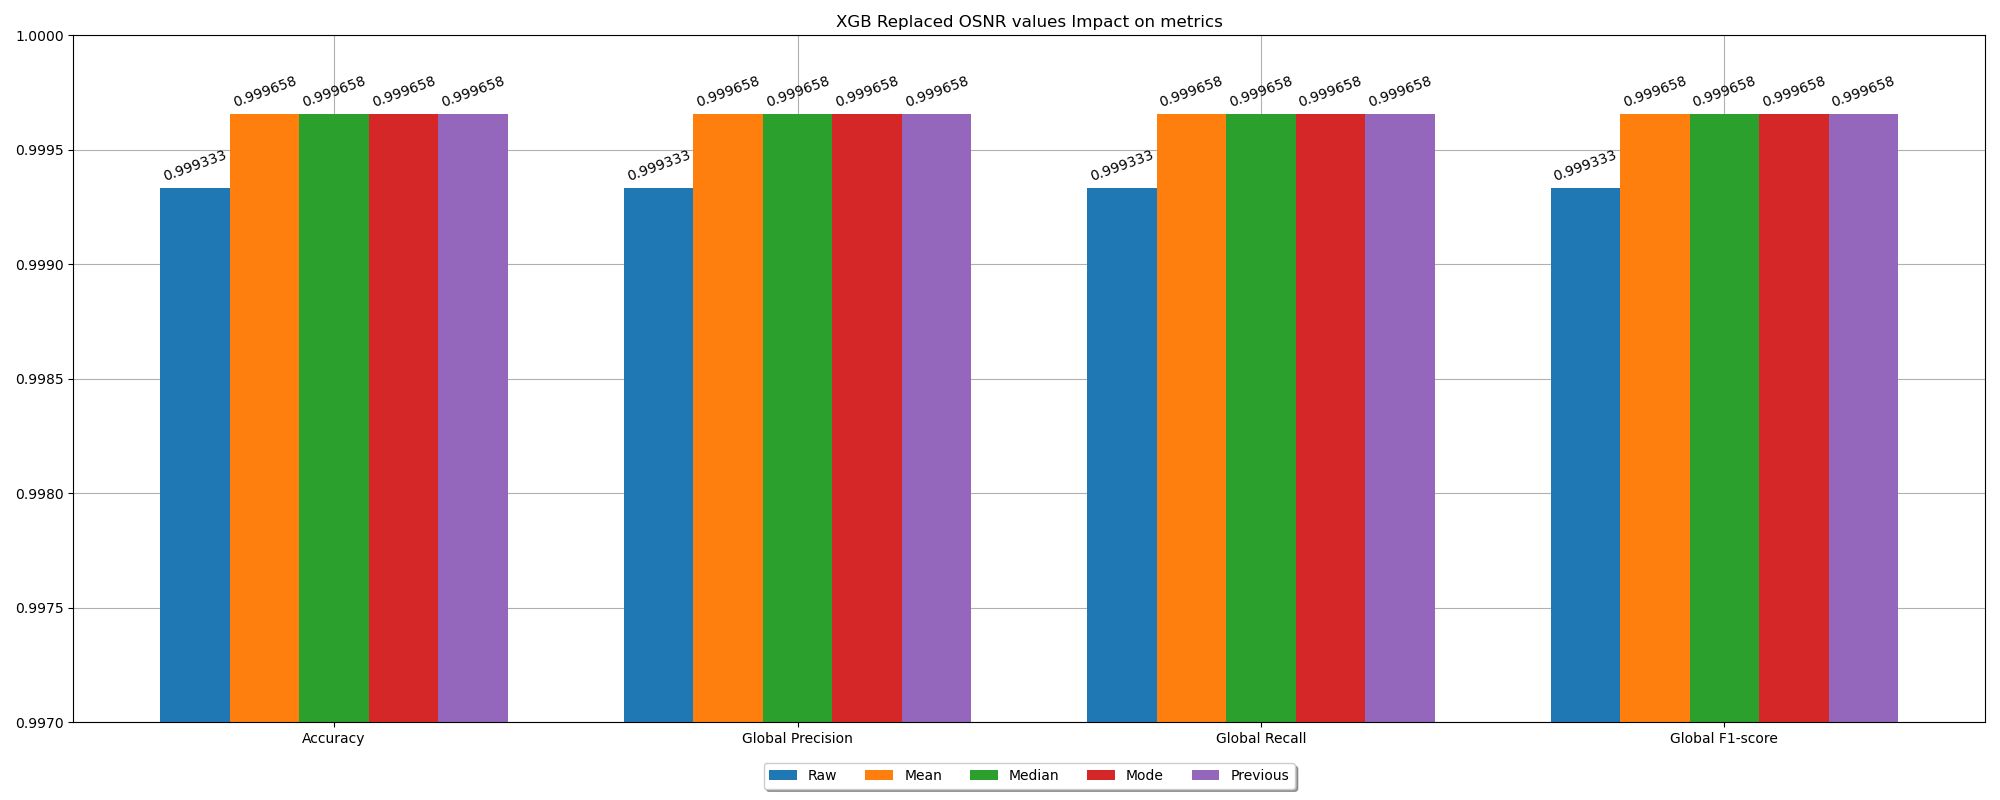 XGB Replaced OSNR values Impact on metrics
1.0000
0.9995
0.9990
0.9985
0.9980
0.9975
0.9970
0.999333 0.999658 0.999658 0.999658 0.999658
0.999333 0.999658 0.999658 0.999658 0.999658
0.999333 0.999658 0.999658 0.999658 0.999658
0.999333 0.999658 0.999658 0.999658 0.999658
Accuracy Global Precision Global Recall Global F1-score
Raw Mean Median Mode Previous